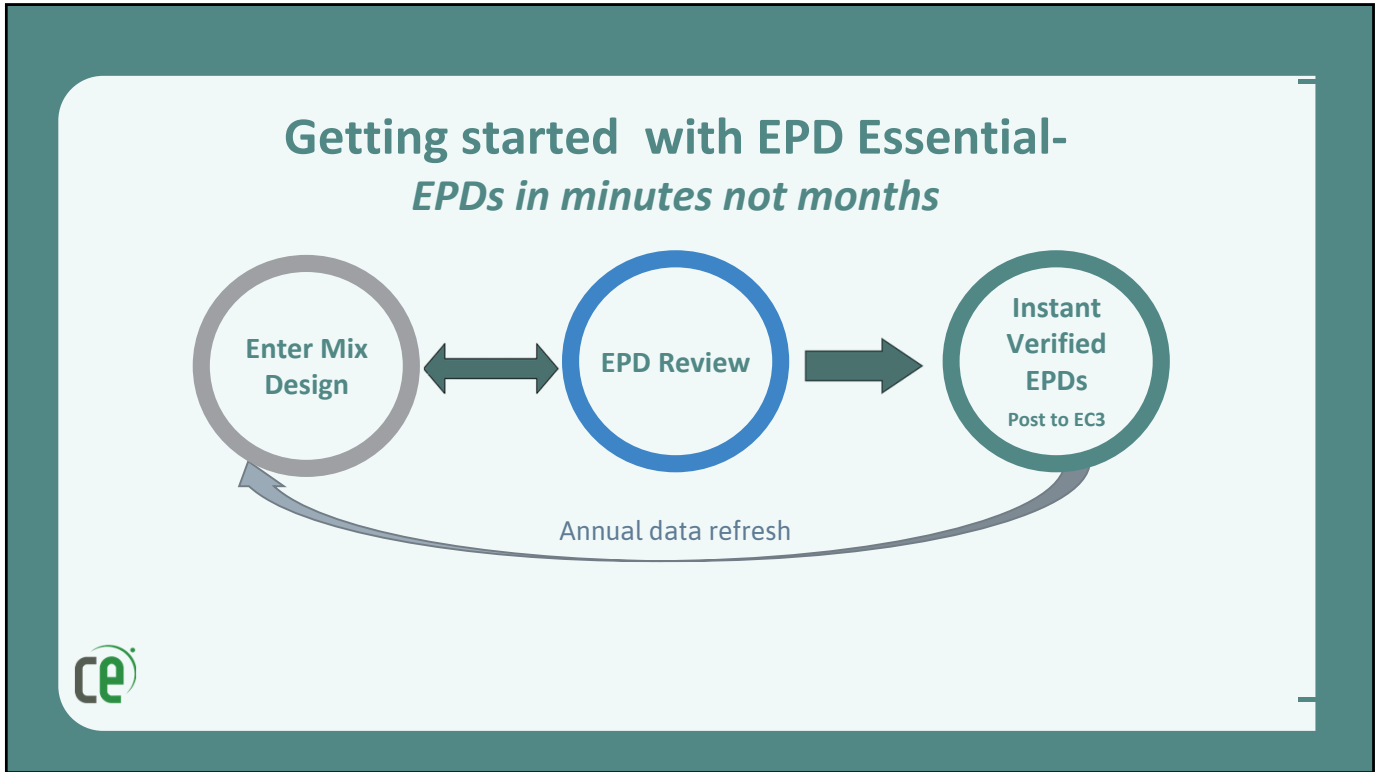 Getting started with EPD Essential-
EPDs in minutes not months
Enter Mix
Design
EPD Review
Instant
Verified
EPDs
Post to EC3
Annual data refresh
ce